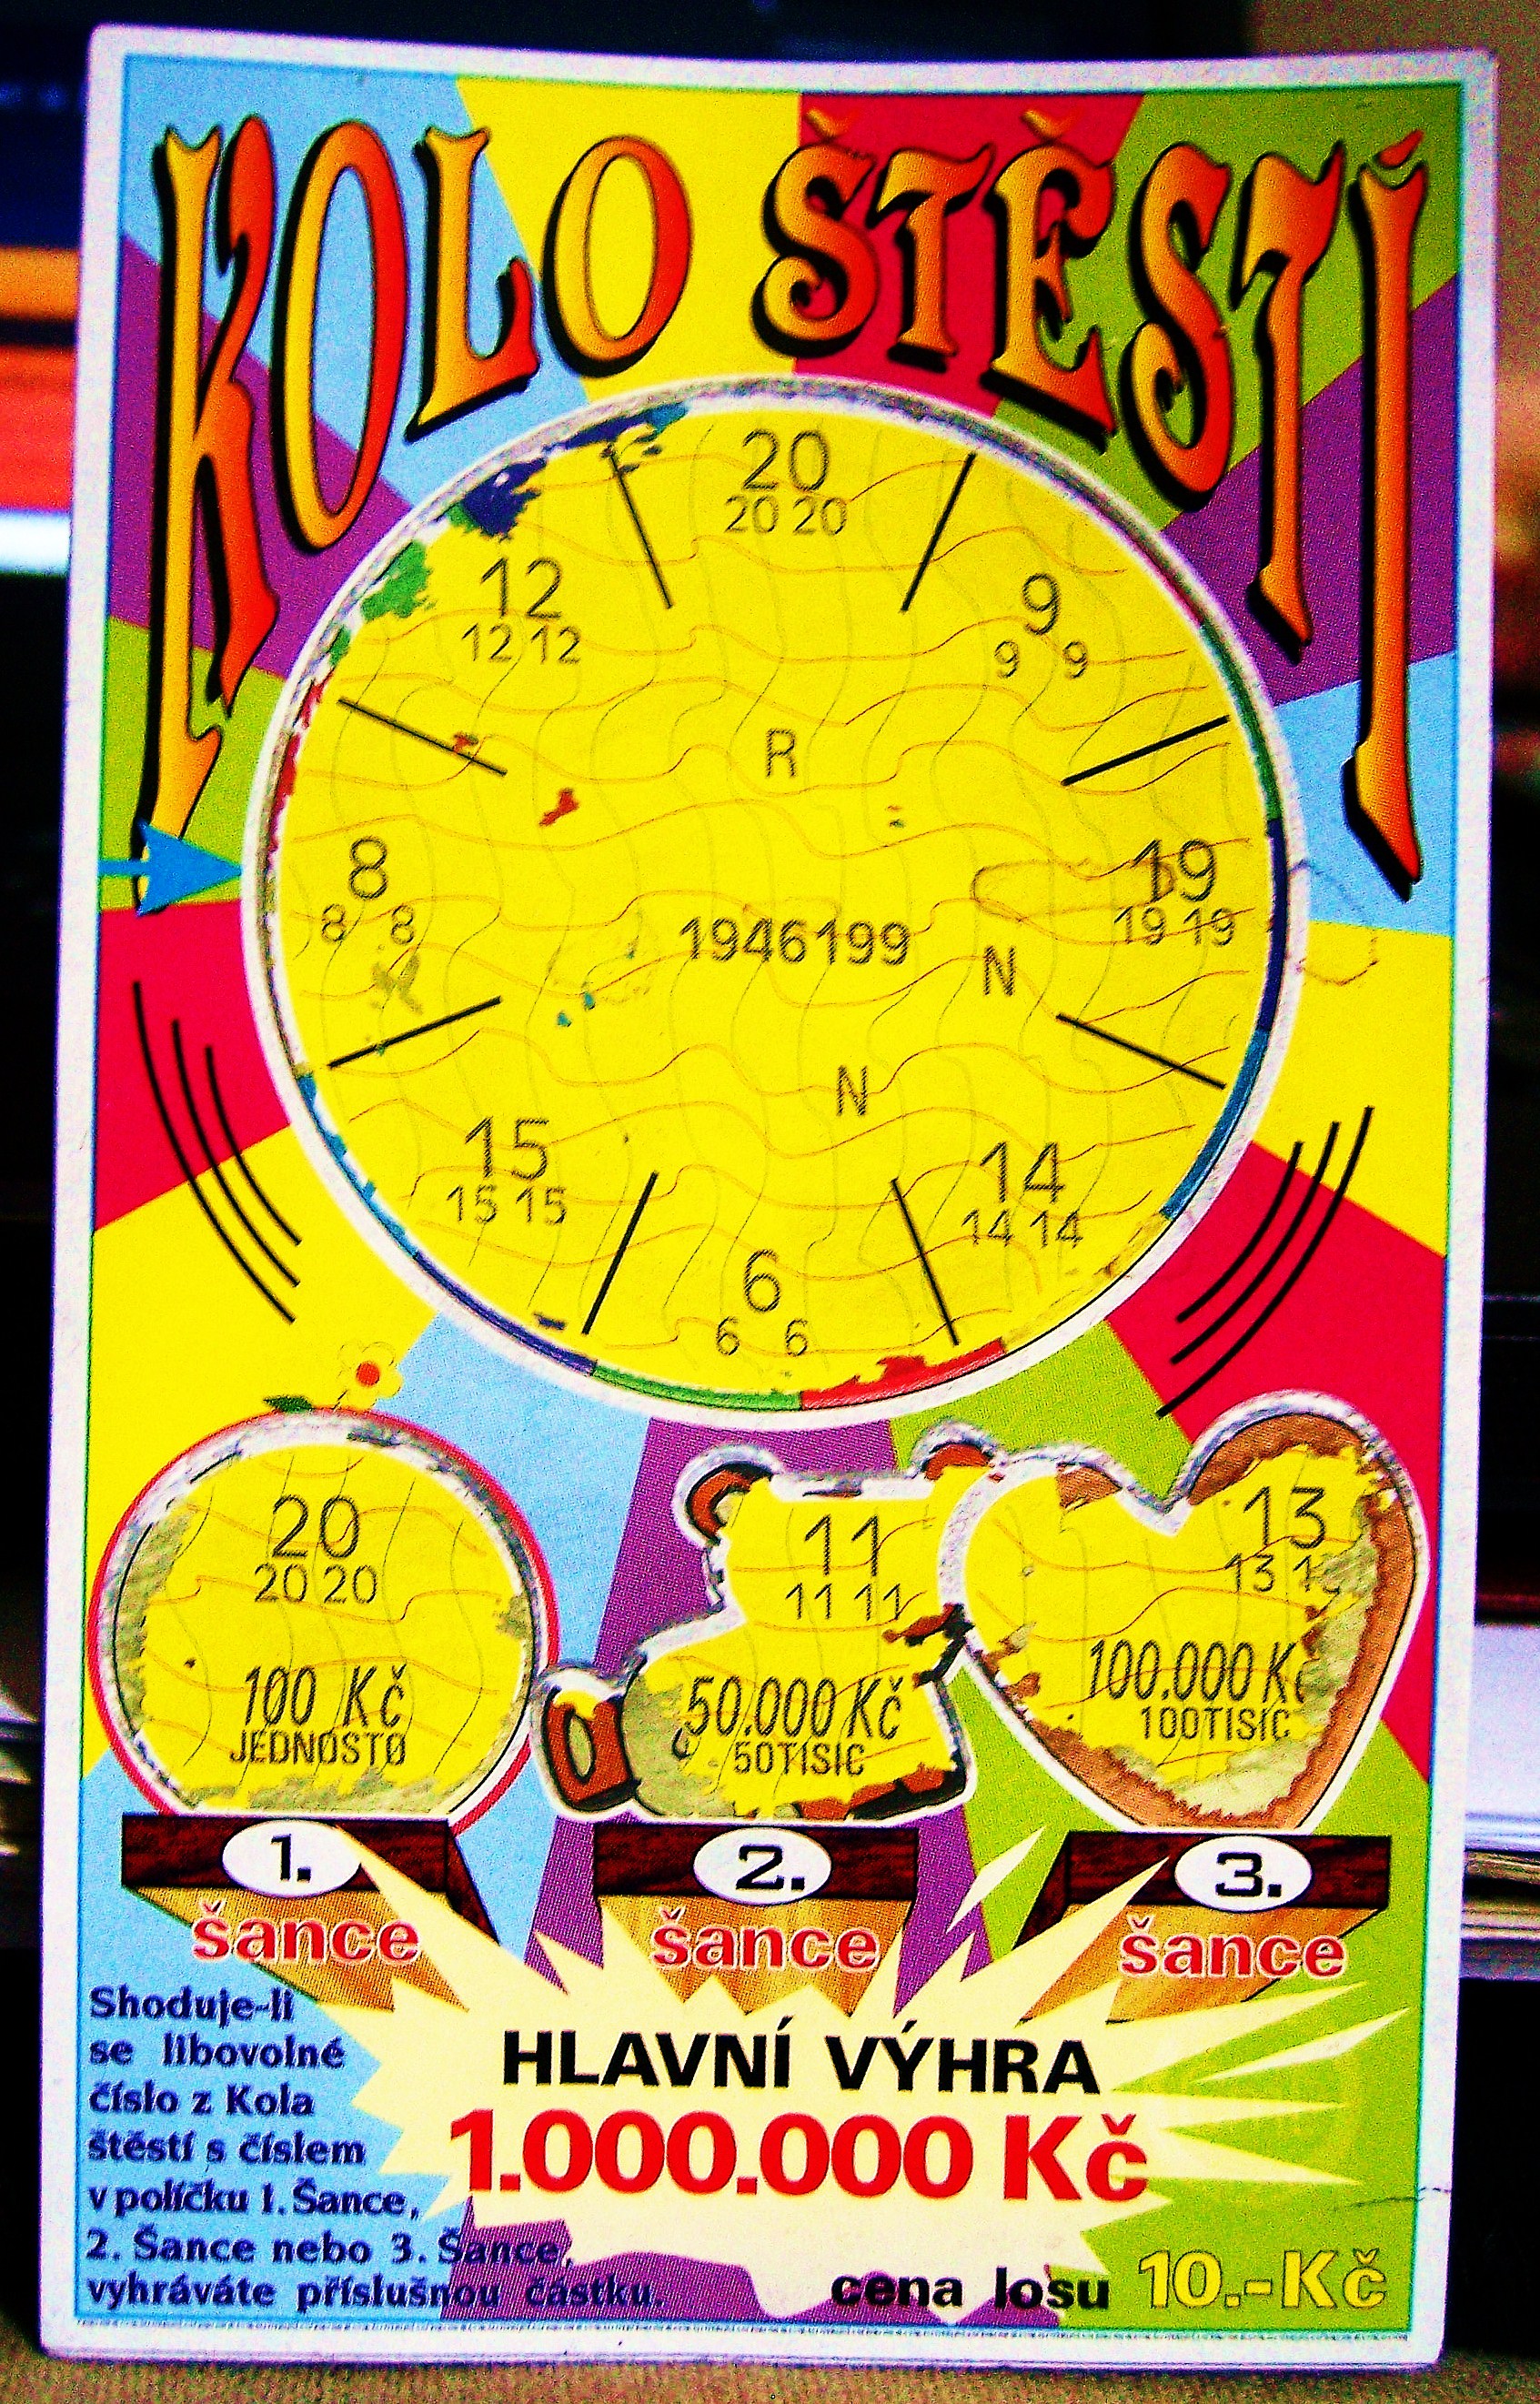 KOLO ŠTĚSTÍ
20
20 20
12
12 12
9
9 9
R
8
8 8
19
19 19
1946199
N
N
15
15 15
14
14 14
6
6 6
20
20 20
100 Kč
JEDNOSTO
11
11 11
50.000 Kč
50TISIC
13
13
100.000 Kč
100TISIC
1.
šance
2.
šance
3.
šance
Shoduje-li
se libovolné
číslo z Kola
štěstí s číslem
v políčku 1. Šance,
2. Šance nebo 3. Šance,
vyhráváte příslušnou částku.
HLAVNÍ VÝHRA
1.000.000 Kč
cena losu 10.-Kč